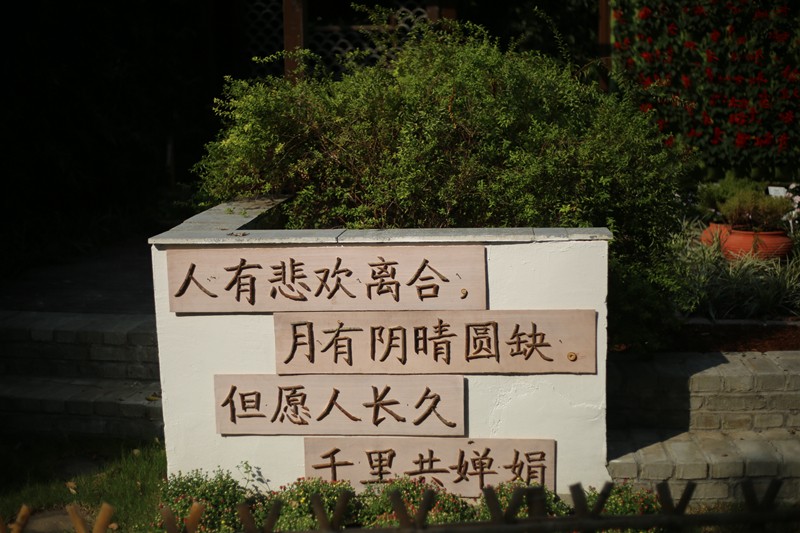 人有悲欢离合，
月有阴晴圆缺。
但愿人长久
千里共婵娟